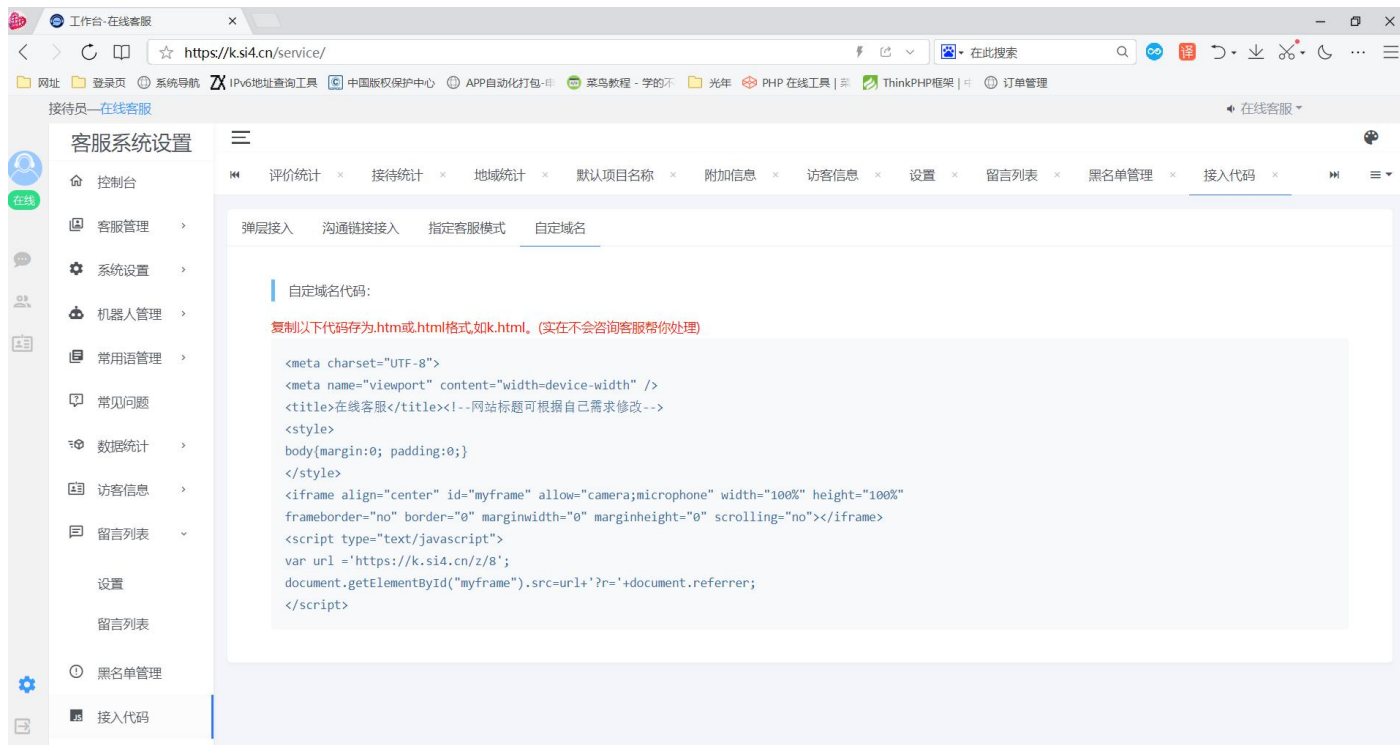 工作台-在线客服
https://k.si4.cn/service/
在此搜索
译
网址 登录页 系统导航 IPv6地址查询工具 中国版权保护中心 APP自动化打包- 菜鸟教程 - 学的不 光年 PHP 在线工具 | 菜 ThinkPHP框架 | 中 订单管理
接待员—在线客服
在线客服
客服系统设置
在线
评价统计 接待统计 地域统计 默认项目名称 附加信息 访客信息 设置 留言列表 黑名单管理 接入代码
控制台
客服管理
系统设置
机器人管理
常用语管理
常见问题
数据统计
访客信息
留言列表
设置
留言列表
黑名单管理
接入代码
弹层接入 沟通链接接入 指定客服模式 自定域名
自定域名代码：
复制以下代码存为.htm或.html格式,如k.html。(实在不会咨询客服帮你处理)
<meta charset="UTF-8">
<meta name="viewport" content="width=device-width" />
<title>在线客服</title><!--网站标题可根据自己需求修改-->
<style>
body{margin:0; padding:0;}
</style>
<iframe align="center" id="myframe" allow="camera;microphone" width="100%" height="100%"
frameborder="no" border="0" marginwidth="0" marginheight="0" scrolling="no"></iframe>
<script type="text/javascript">
var url ='https://k.si4.cn/z/8';
document.getElementById("myframe").src=url+'?r='+document.referrer;
</script>